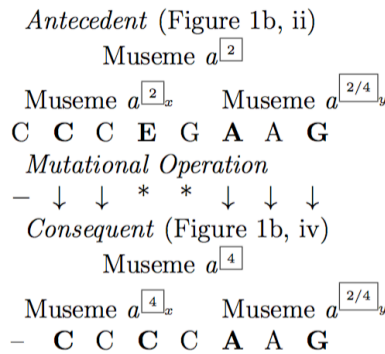 Antecedent (Figure 1b, ii)
Museme a 2
Museme a 2 x Museme a 2/4 y
C C C E G A A G
Mutational Operation
– ↓ ↓ * * ↓ ↓ ↓
Consequent (Figure 1b, iv)
Museme a 4
Museme a 4 x Museme a 2/4 y
– C C C C A A G